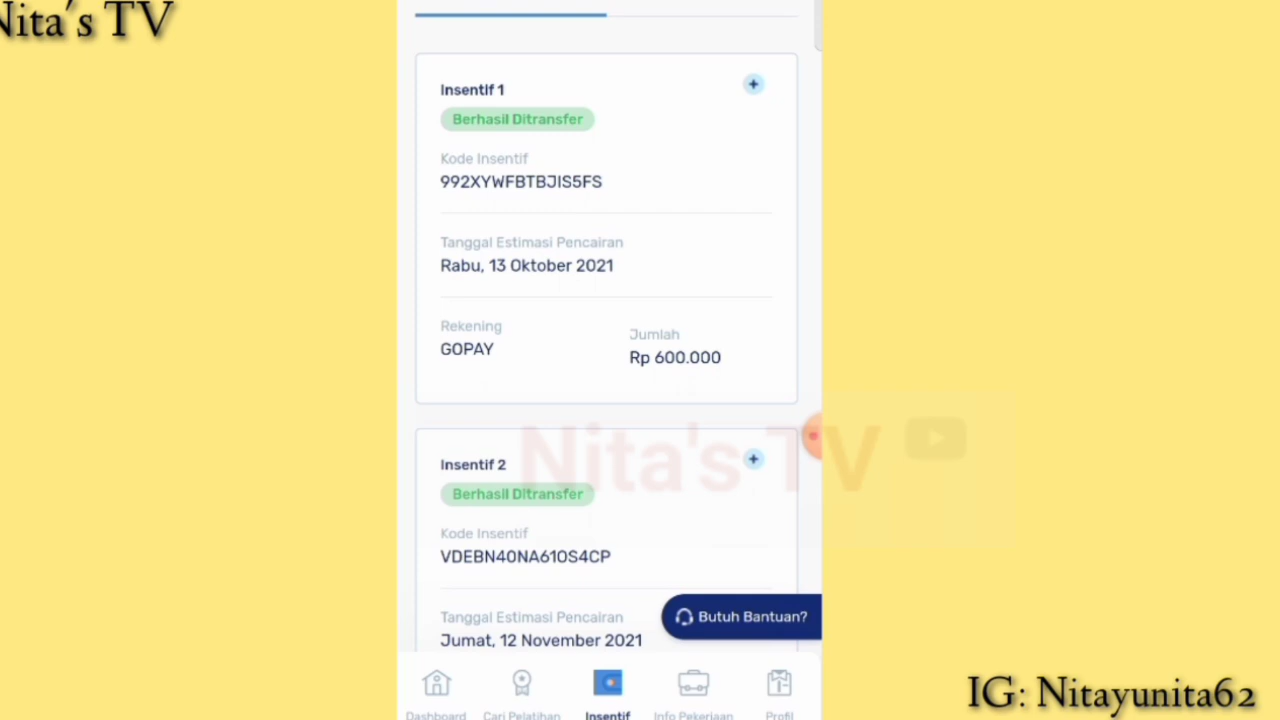 Nita's TV
Insentif 1
Berhasil Ditransfer
Kode Insentif
992XYWFBTBJIS5FS
Tanggal Estimasi Pencairan
Rabu, 13 Oktober 2021
Rekening
Jumlah
GOPAY
Rp 600.000
Nita's TV
Insentif 2
Berhasil Ditransfer
Kode Insentif
VDEBN40NA61OS4CP
Tanggal Estimasi Pencairan
Butuh Bantuan?
Jumat, 12 November 2021
Dashboard Cari Pelatihan Insentif Info Pekerjaan Profil
IG: Nitayunita62